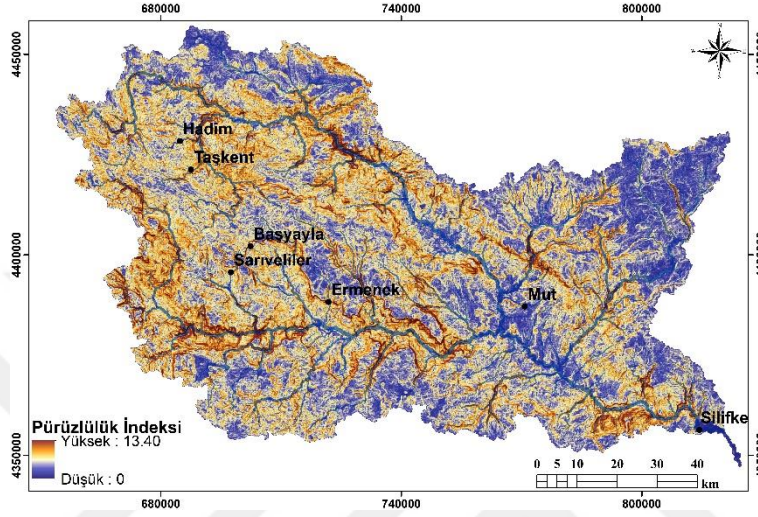 680000 740000 800000
4450000
4400000
4350000
Hadim
Taşkent
Başyayla
Sarıveliler
Ermenek
Mut
Silifke
Pürüzlülük İndeksi
Yüksek : 13.40
Düşük : 0
0 5 10 20 30 40
km
680000 740000 800000